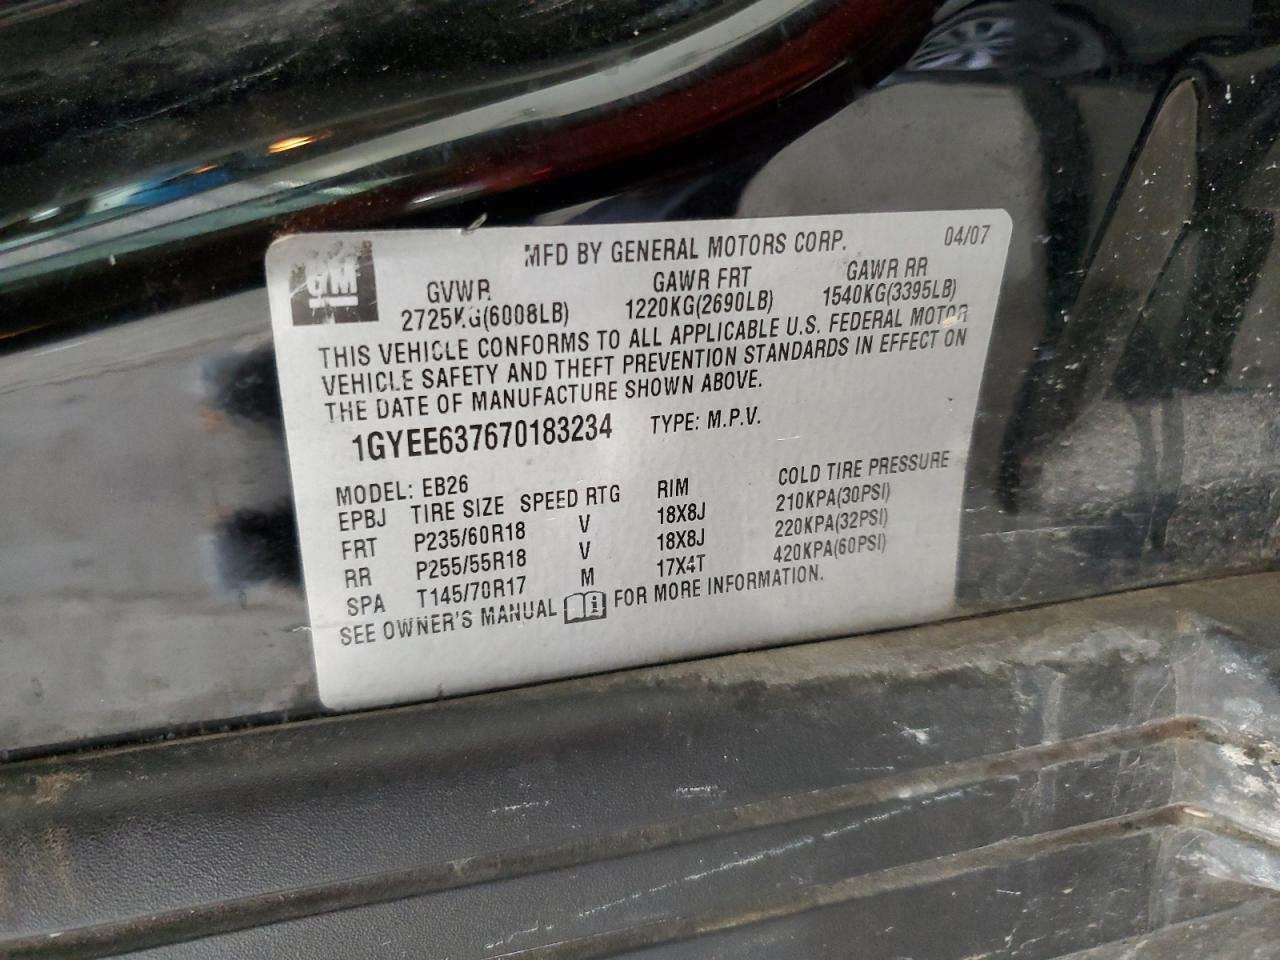 GM
MFD BY GENERAL MOTORS CORP. 04/07
GVWR GAWR FRT GAWR RR
2725KG(6008LB) 1220KG(2690LB) 1540KG(3395LB)
THIS VEHICLE CONFORMS TO ALL APPLICABLE U.S. FEDERAL MOTOR
VEHICLE SAFETY AND THEFT PREVENTION STANDARDS IN EFFECT ON
THE DATE OF MANUFACTURE SHOWN ABOVE.
1GYEE637670183234 TYPE: M.P.V.
MODEL: EB26
EPBJ TIRE SIZE SPEED RTG RIM COLD TIRE PRESSURE
FRT P235/60R18 V 18X8J 210KPA(30PSI)
RR P255/55R18 V 18X8J 220KPA(32PSI)
SPA T145/70R17 M 17X4T 420KPA(60PSI)
SEE OWNER'S MANUAL FOR MORE INFORMATION.